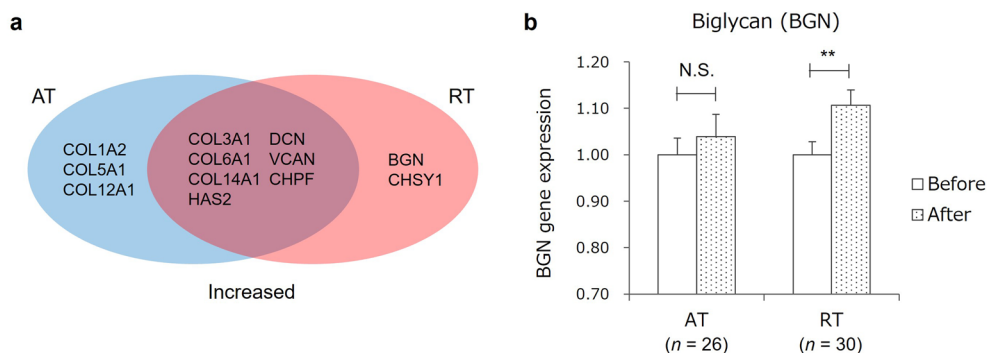 a
AT
RT
COL1A2
COL5A1
COL12A1
COL3A1 DCN
COL6A1 VCAN
COL14A1 CHPF
HAS2
BGN
CHSY1
Increased
b
Biglycan (BGN)
BGN gene expression
1.20
1.10
1.00
0.90
0.80
0.70
N.S.
**
Before
After
AT
(n = 26)
RT
(n = 30)